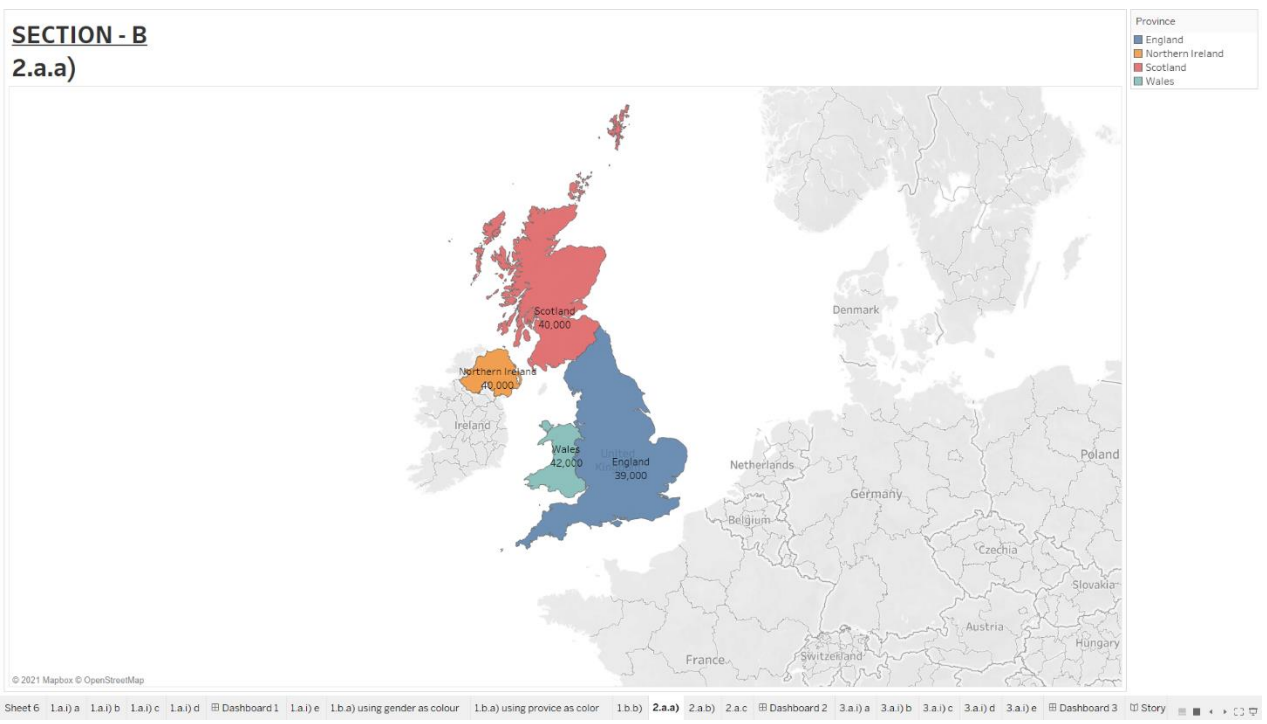 SECTION - B
2.a.a)
Province
England
Northern Ireland
Scotland
Wales
Scotland
40,000
Northern Ireland
40,000
Ireland
Wales
42,000
United
England
39,000
Denmark
Netherlands
Belgium
Germany
Poland
Czechia
Slovakia
Austria
Hungary
Switzerland
France
© 2021 Mapbox © OpenStreetMap
Sheet 6 1.a.i) a 1.a.i) b 1.a.i) c 1.a.i) d Dashboard 1 1.a.i) e 1.b.a) using gender as colour 1.b.a) using provice as color 1.b.b) 2.a.a) 2.a.b) 2.a.c Dashboard 2 3.a.i) a 3.a.i) b 3.a.i) c 3.a.i) d 3.a.i) e Dashboard 3 Story